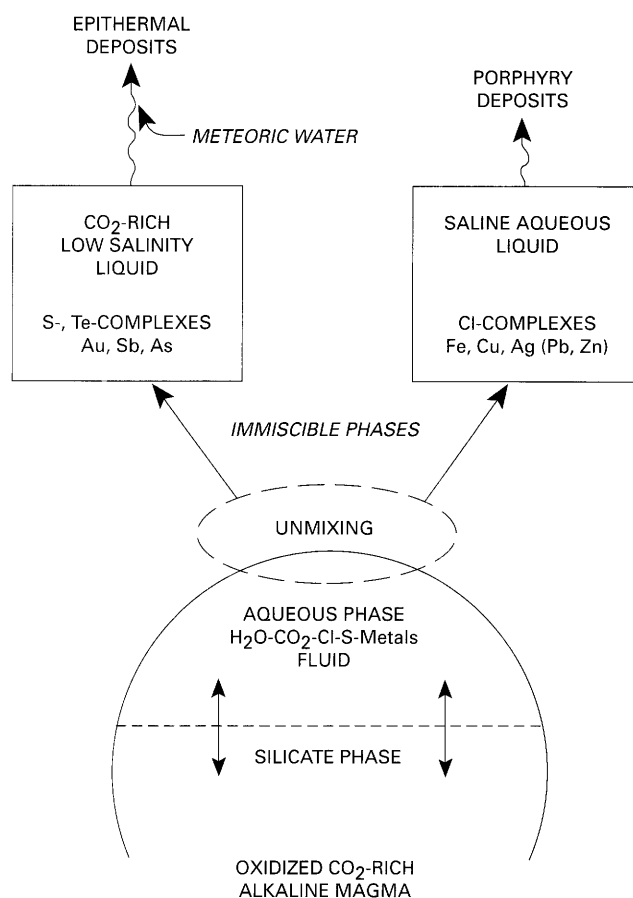 EPITHERMAL
DEPOSITS
METEORIC WATER
PORPHYRY
DEPOSITS
CO₂-RICH
LOW SALINITY
LIQUID
S-, Te-COMPLEXES
Au, Sb, As
SALINE AQUEOUS
LIQUID
Cl-COMPLEXES
Fe, Cu, Ag (Pb, Zn)
IMMISCIBLE PHASES
UNMIXING
AQUEOUS PHASE
H₂O-CO₂-Cl-S-Metals
FLUID
SILICATE PHASE
OXIDIZED CO₂-RICH
ALKALINE MAGMA